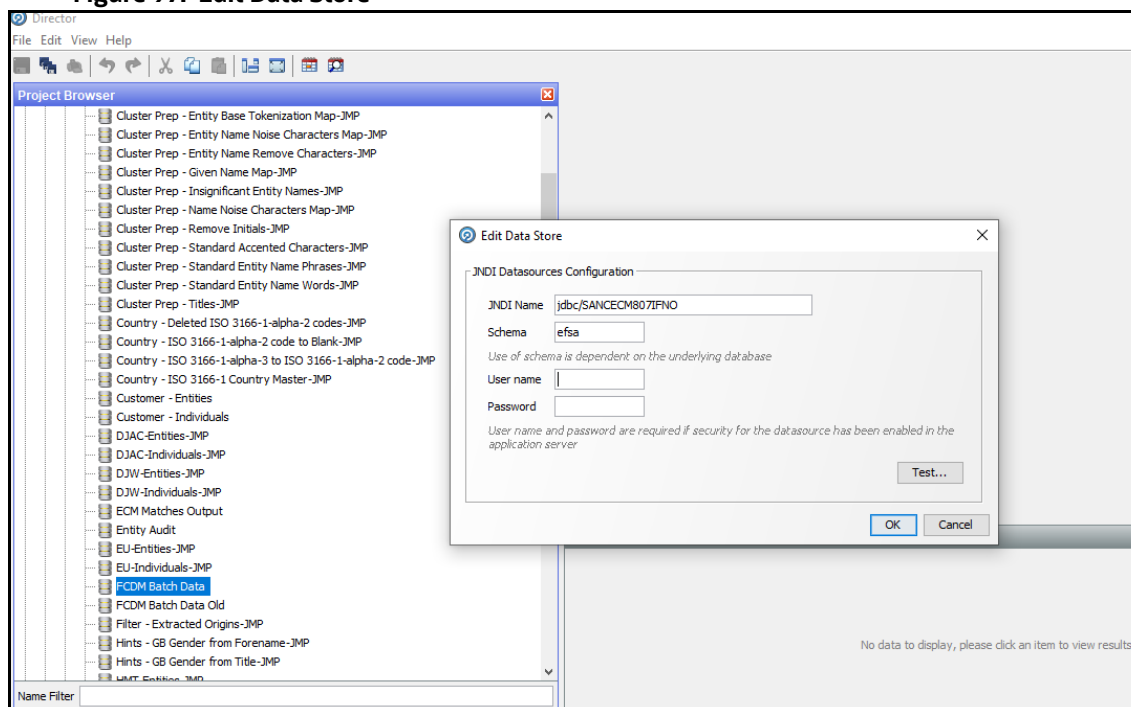 Figure 97: Edit Data Store
Director
File Edit View Help
Project Browser
Cluster Prep - Entity Base Tokenization Map-JMP
Cluster Prep - Entity Name Noise Characters Map-JMP
Cluster Prep - Entity Name Remove Characters-JMP
Cluster Prep - Given Name Map-JMP
Cluster Prep - Insignificant Entity Names-JMP
Cluster Prep - Name Noise Characters Map-JMP
Cluster Prep - Remove Initials-JMP
Cluster Prep - Standard Accented Characters-JMP
Cluster Prep - Standard Entity Name Phrases-JMP
Cluster Prep - Standard Entity Name Words-JMP
Cluster Prep - Titles-JMP
Country - Deleted ISO 3166-1-alpha-2 codes-JMP
Country - ISO 3166-1-alpha-2 code to Blank-JMP
Country - ISO 3166-1-alpha-3 to ISO 3166-1-alpha-2 code-JMP
Country - ISO 3166-1 Country Master-JMP
Customer - Entities
Customer - Individuals
DJAC-Entities-JMP
DJAC-Individuals-JMP
DJW-Entities-JMP
DJW-Individuals-JMP
ECM Matches Output
Entity Audit
EU-Entities-JMP
EU-Individuals-JMP
FCDM Batch Data
FCDM Batch Data Old
Filter - Extracted Origins-JMP
Hints - GB Gender from Forename-JMP
Hints - GB Gender from Title-JMP
HMT Entities JMP
Name Filter
Edit Data Store
JNDI Datasources Configuration
JNDI Name jdbc/SANCECM807IFNO
Schema efsa
Use of schema is dependent on the underlying database
User name
Password
User name and password are required if security for the datasource has been enabled in the
application server
Test...
OK Cancel
No data to display, please click an item to view results